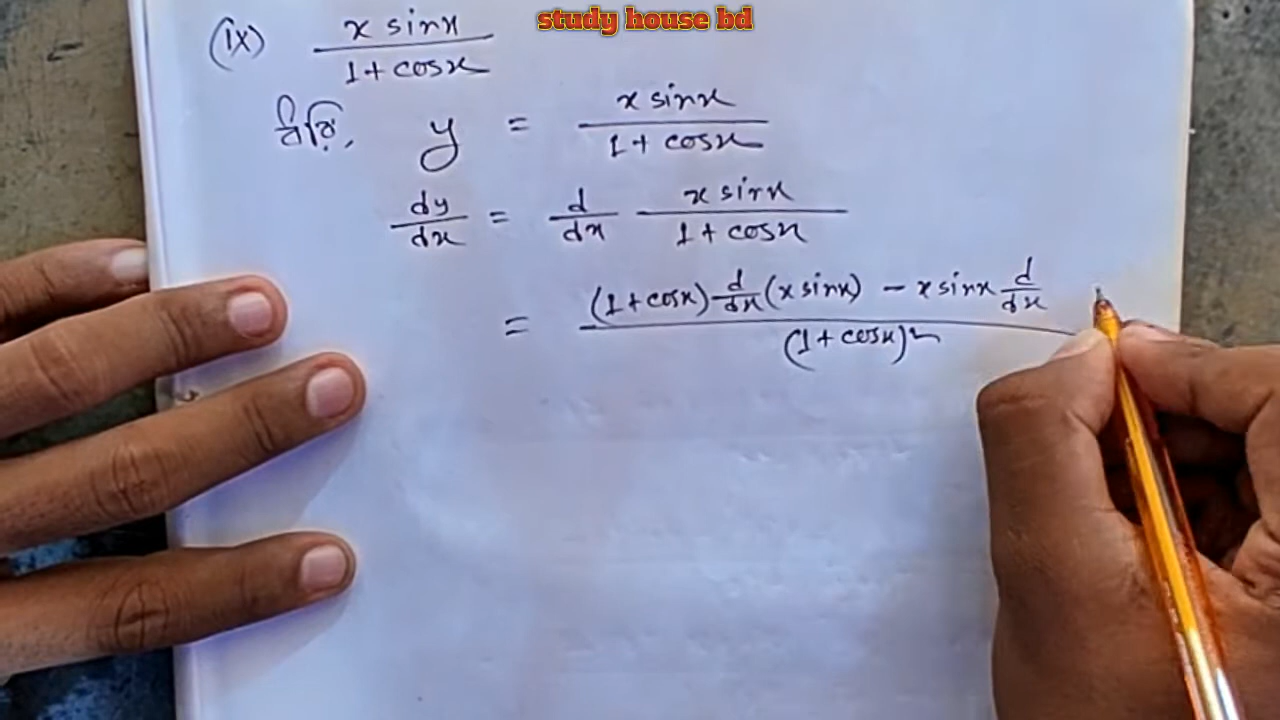 study house bd
(ix) x sinx / 1 + cosx
ধরি, y = x sinx / 1 + cosx
dy/dx = d/dx x sinx / 1 + cosx
= (1 + cosx) d/dx (x sinx) - x sinx d/dx / (1 + cosx)²